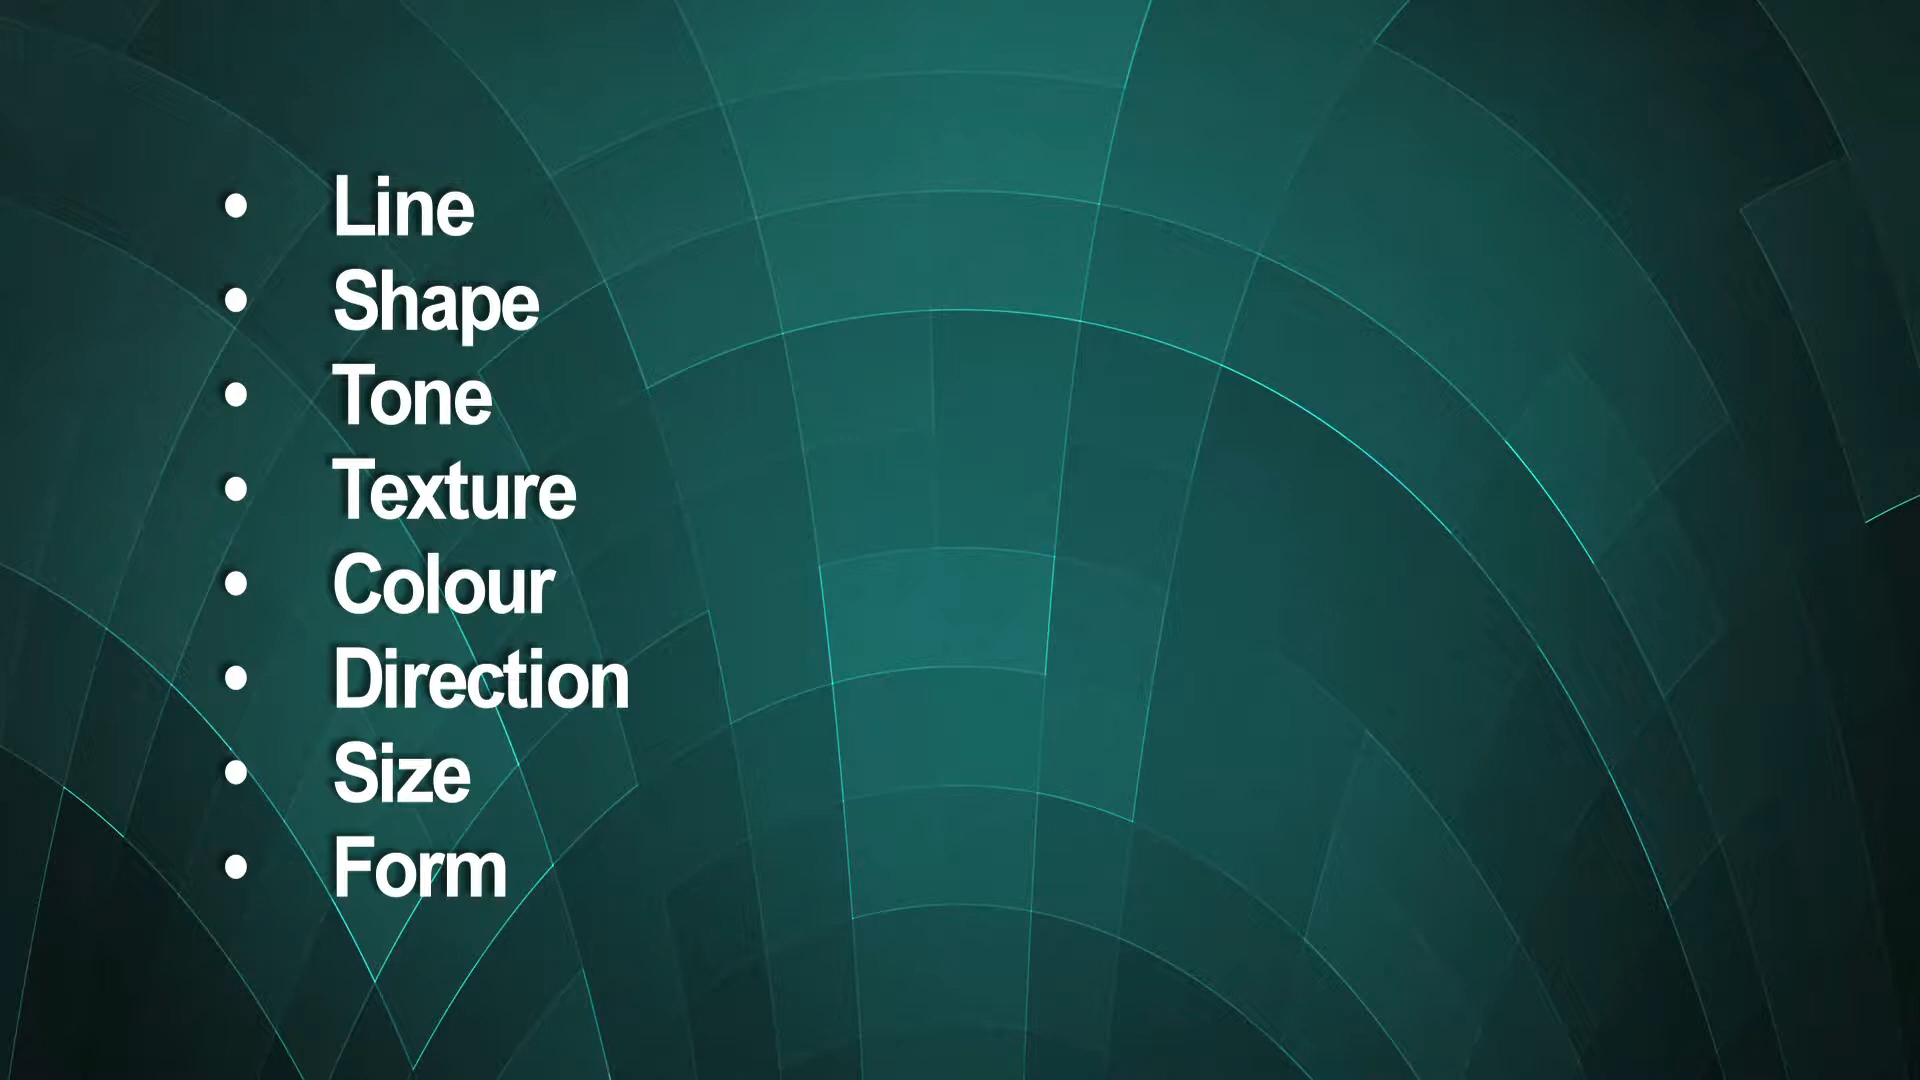 • Line
• Shape
• Tone
• Texture
• Colour
• Direction
• Size
• Form